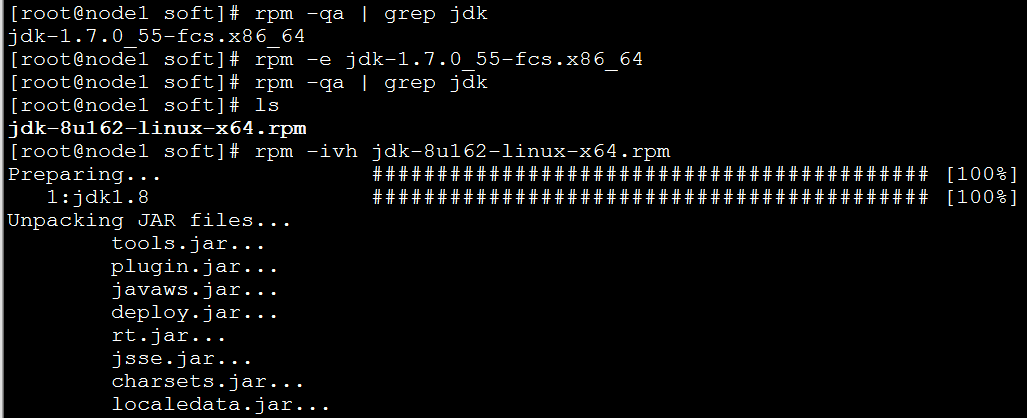 [root@node1 soft]# rpm -qa | grep jdk
jdk-1.7.0_55-fcs.x86_64
[root@node1 soft]# rpm -e jdk-1.7.0_55-fcs.x86_64
[root@node1 soft]# rpm -qa | grep jdk
[root@node1 soft]# ls
jdk-8u162-linux-x64.rpm
[root@node1 soft]# rpm -ivh jdk-8u162-linux-x64.rpm
Preparing...                ########################################### [100%]
   1:jdk1.8                 ########################################### [100%]
Unpacking JAR files...
        tools.jar...
        plugin.jar...
        javaws.jar...
        deploy.jar...
        rt.jar...
        jsse.jar...
        charsets.jar...
        localedata.jar...